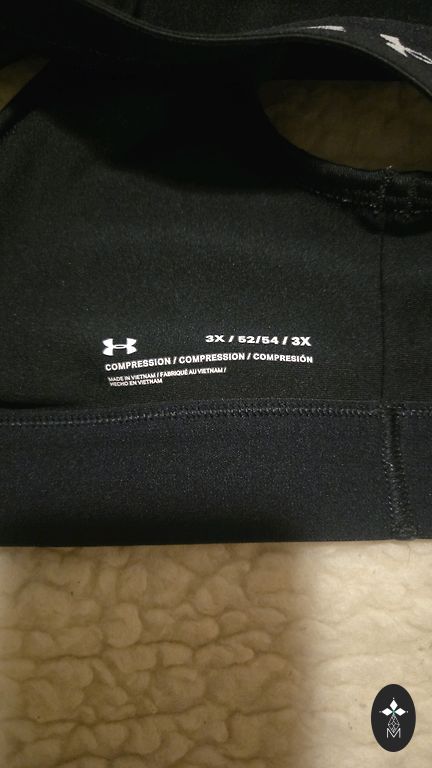 3X / 52/54 / 3X
COMPRESSION / COMPRESSION / COMPRESIÓN
MADE IN VIETNAM / FABRIQUÉ AU VIETNAM /
HECHO EN VIETNAM